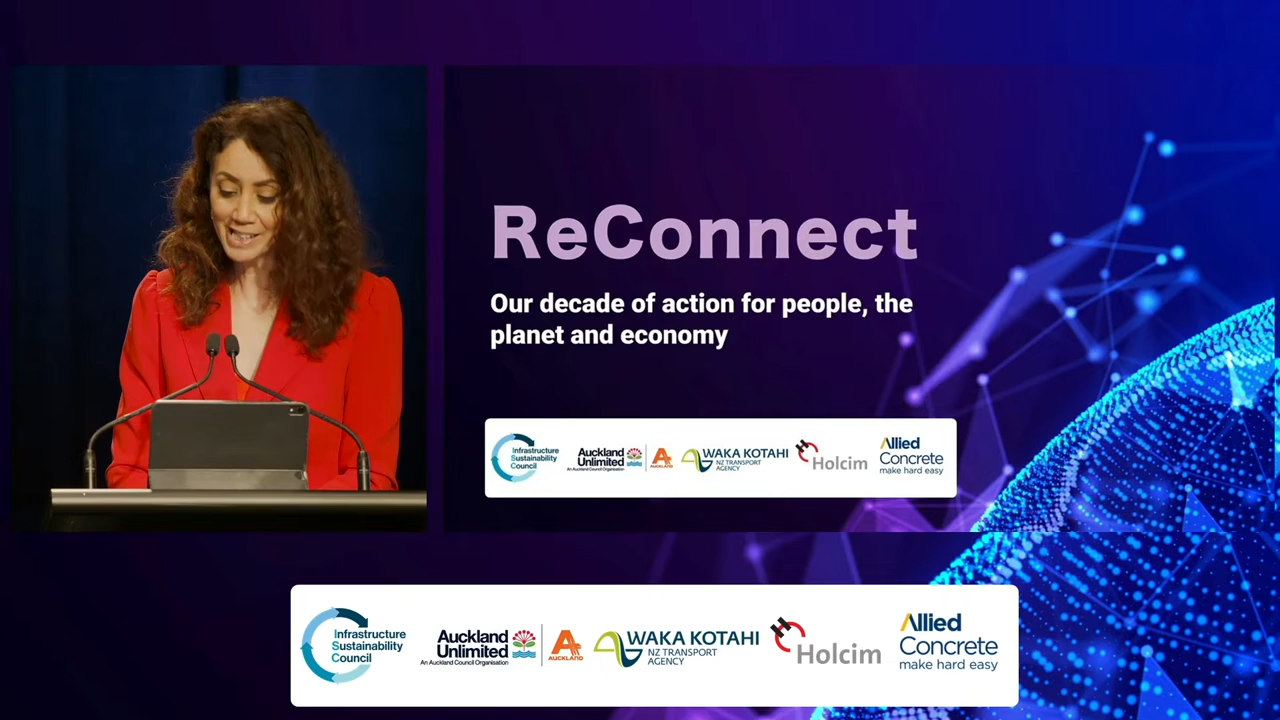 ReConnect
Our decade of action for people, the
planet and economy
Infrastructure
Sustainability
Council
Auckland
Unlimited
An Auckland Council Organisation
AUCKLAND
WAKA KOTAHI
NZ TRANSPORT
AGENCY
Holcim
Allied
Concrete
make hard easy
Infrastructure
Sustainability
Council
Auckland
Unlimited
An Auckland Council Organisation
AUCKLAND
WAKA KOTAHI
NZ TRANSPORT
AGENCY
Holcim
Allied
Concrete
make hard easy